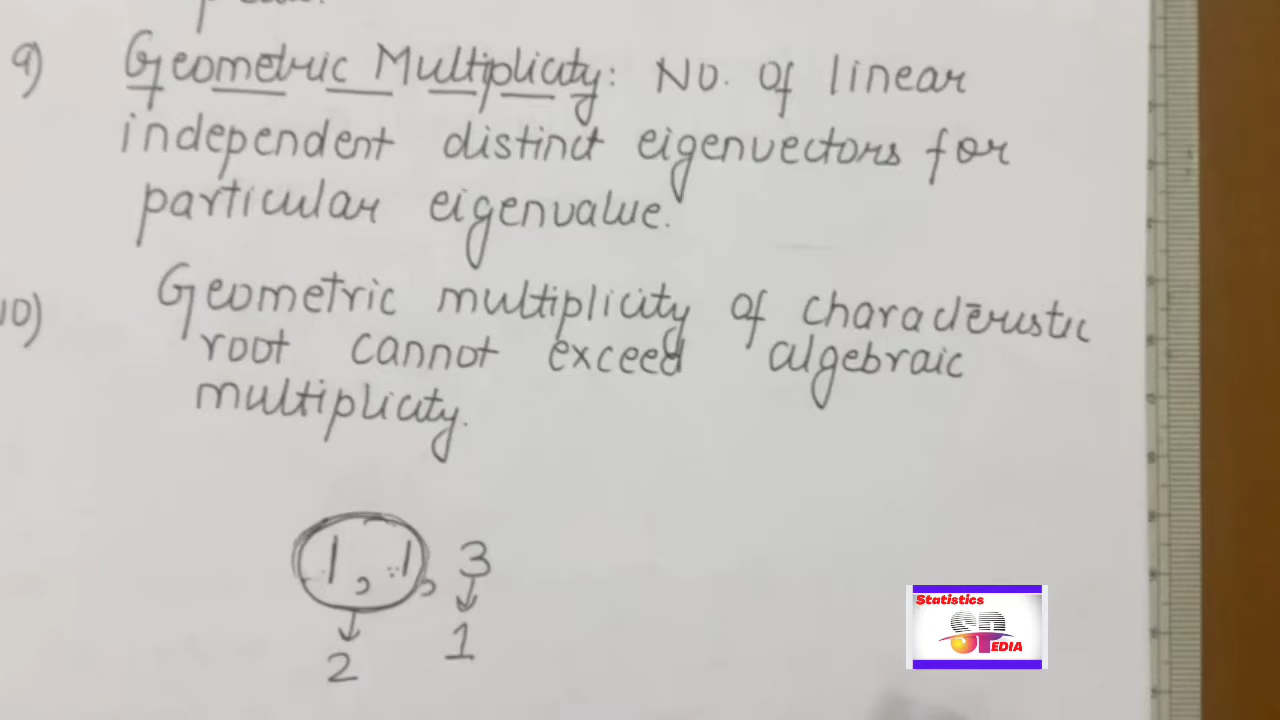 9) Geometric Multiplicity: No. of linear
independent distinct eigenvectors for
particular eigenvalue.
10) Geometric multiplicity of characteristic
root cannot exceed algebraic
multiplicity.
1, 1, 3
2 1
Statistics
EDIA